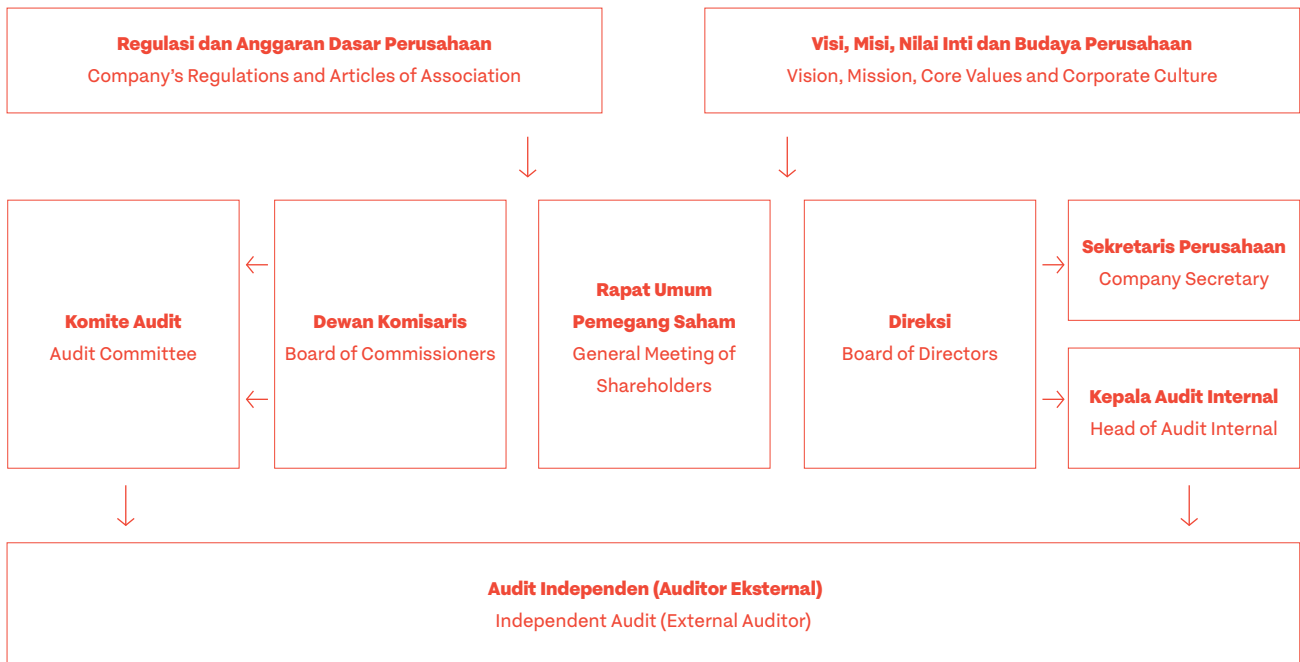 Regulasi dan Anggaran Dasar Perusahaan
Company's Regulations and Articles of Association
Visi, Misi, Nilai Inti dan Budaya Perusahaan
Vision, Mission, Core Values and Corporate Culture
Komite Audit
Audit Committee
Dewan Komisaris
Board of Commissioners
Rapat Umum
Pemegang Saham
General Meeting of
Shareholders
Direksi
Board of Directors
Sekretaris Perusahaan
Company Secretary
Kepala Audit Internal
Head of Audit Internal
Audit Independen (Auditor Eksternal)
Independent Audit (External Auditor)